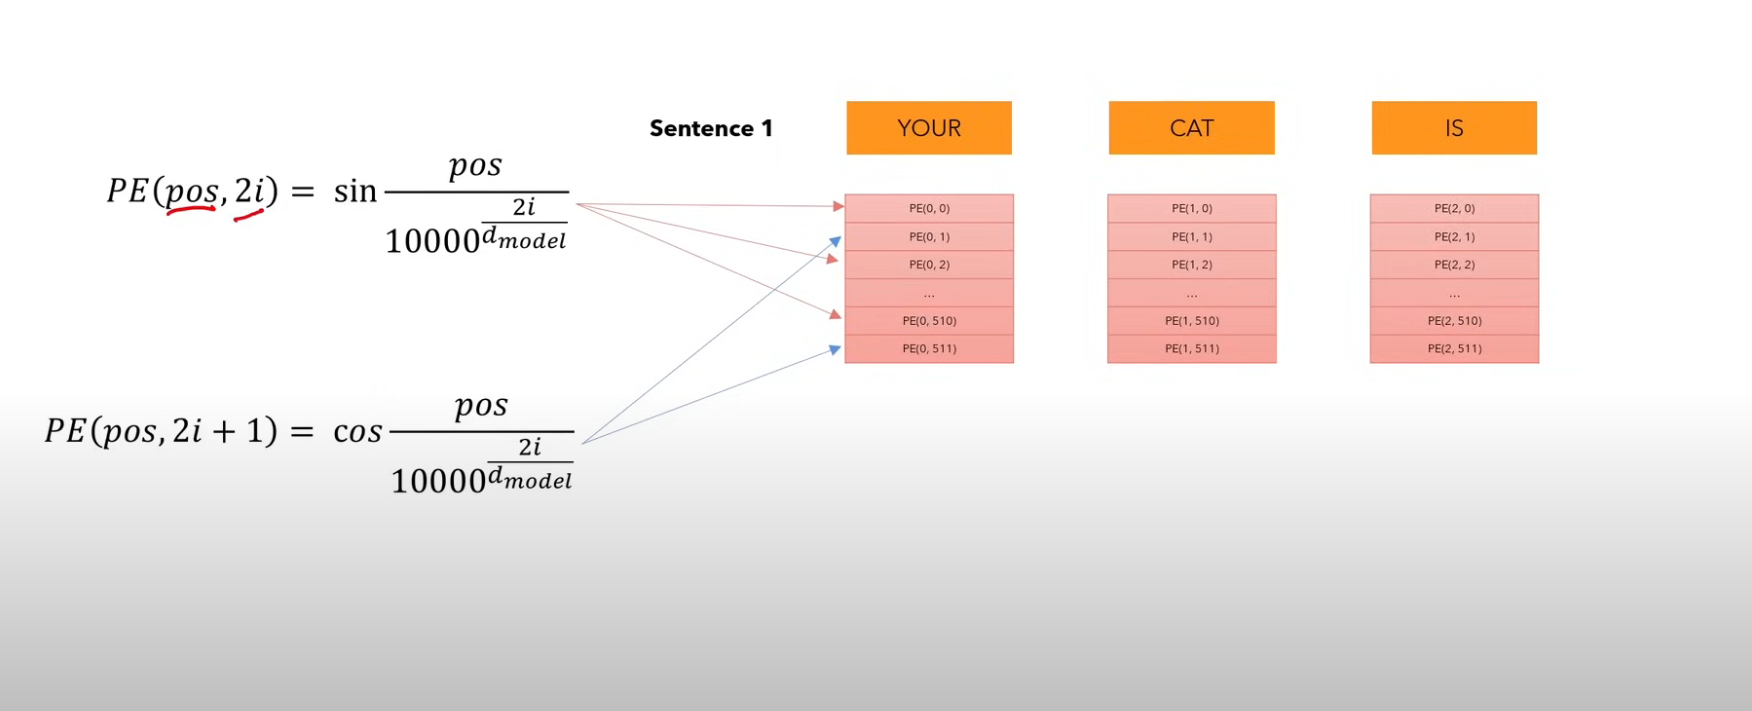 PE(pos, 2i) = sin pos / 10000^(2i / d_model)
PE(pos, 2i + 1) = cos pos / 10000^(2i / d_model)
Sentence 1
YOUR
PE(0, 0)
PE(0, 1)
PE(0, 2)
...
PE(0, 510)
PE(0, 511)
CAT
PE(1, 0)
PE(1, 1)
PE(1, 2)
...
PE(1, 510)
PE(1, 511)
IS
PE(2, 0)
PE(2, 1)
PE(2, 2)
...
PE(2, 510)
PE(2, 511)